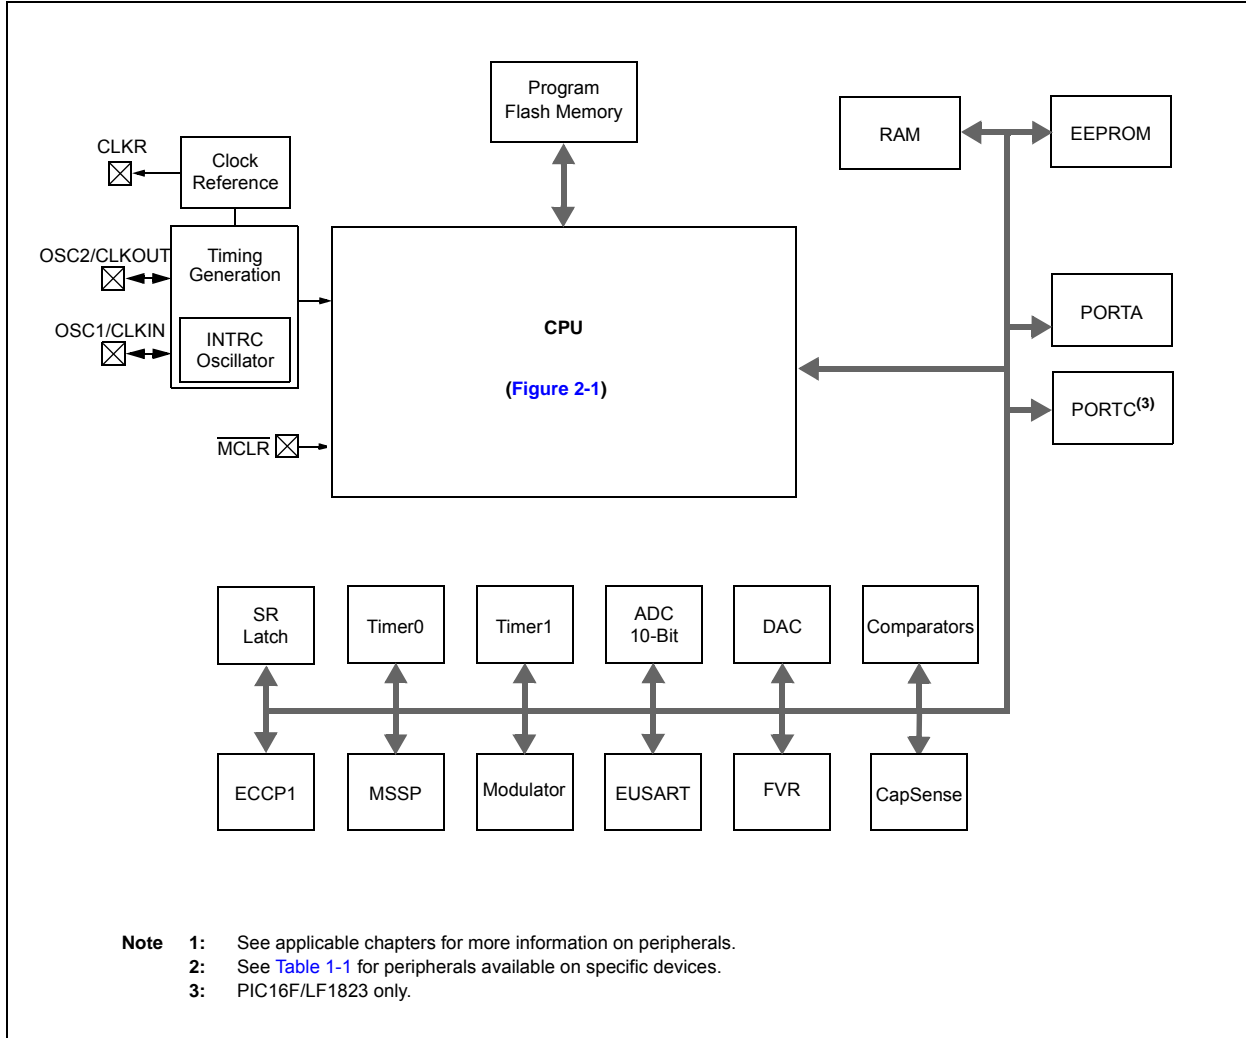 Program
Flash Memory
RAM
EEPROM
CLKR
Clock
Reference
OSC2/CLKOUT
Timing
Generation
OSC1/CLKIN
INTRC
Oscillator
CPU
(Figure 2-1)
MCLR
PORTA
PORTC(3)
SR
Latch
Timer0
Timer1
ADC
10-Bit
DAC
Comparators
ECCP1
MSSP
Modulator
EUSART
FVR
CapSense
Note 1: See applicable chapters for more information on peripherals.
2: See Table 1-1 for peripherals available on specific devices.
3: PIC16F/LF1823 only.